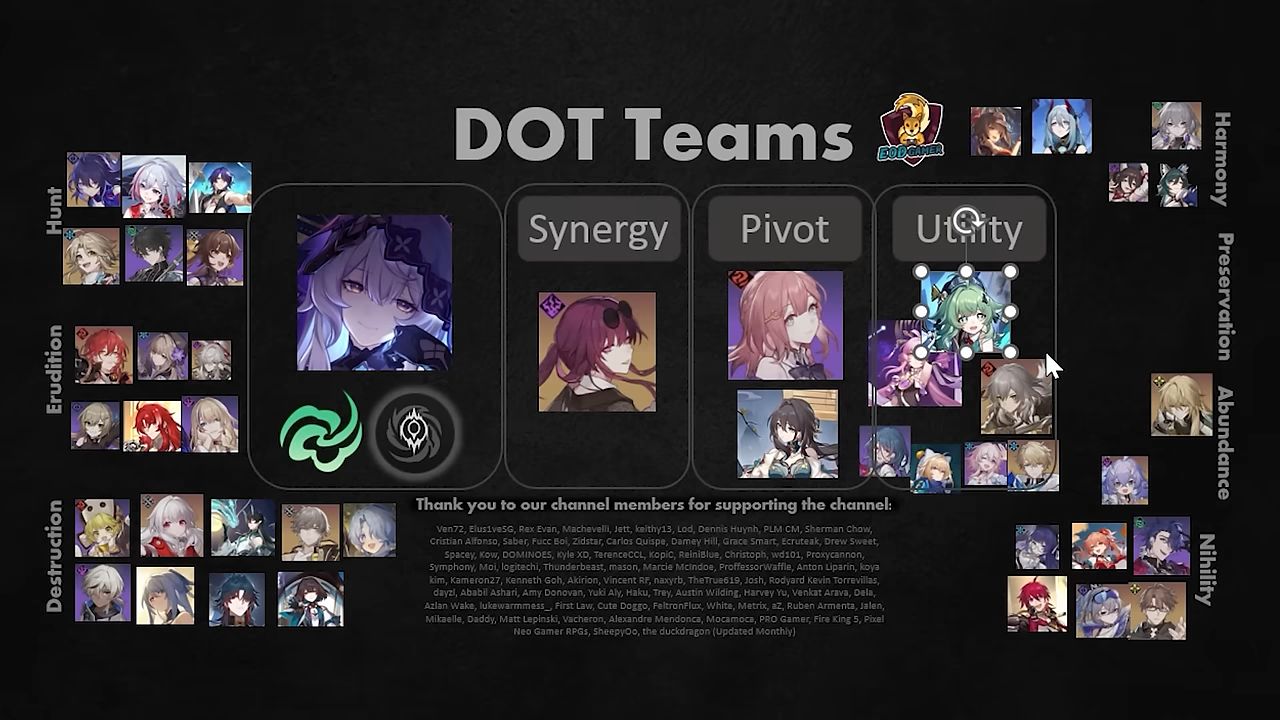 DOT Teams
EOD GAMER
Synergy
Pivot
Utility
Hunt
Erudition
Destruction
Harmony
Preservation
Abundance
Nihility
Thank you to our channel members for supporting the channel:
Ven72, Elus1veSG, Rex Evan, Machevelli, Jett, keithy13, Lod, Dennis Huynh, PLM CM, Sherman Chow,
Cristian Alfonso, Saber, Fucc Boi, Zidstar, Campbell Guide, Damey Hill, Grace Smart, Ecruteak, Drew Sweet,
Spacey, Kow, DOMINOES, Kyle XD, TerenceCCL, KopiC, ReiniBlue, Christoph, wd101, Proxycannon,
Symphony, Moi, logitechi, Thunderbeast, mason, Marcie McIndoe, ProffessorWaffle, Anton Liparin, koya
kim, Kameron27, Kenneth Goh, Akirion, Vincent RF, naxyrb, TheTrue619, Josh, Rodyard Kevin Torrevillas,
dayzl, Ababil Ashari, Amy Donovan, Yuki Aly, Haku, Trey, Austin Wilding, Harvey Yu, Venkat Arava, Dela,
Azlan Wake, lukewarmmess_, First Law, Cute Doggo, FeltronFlux, White, Metrix, aZ, Ruben Armenta, Jalen,
Mikaelle, Daddy, Matt Lepinski, Vacheron, Alexandre Mendonca, Mocamoca, PRO Gamer, Fire King 5, Pixel
Neo Gamer RPGs, SheepyOo, the duckdragon (Updated Monthly)